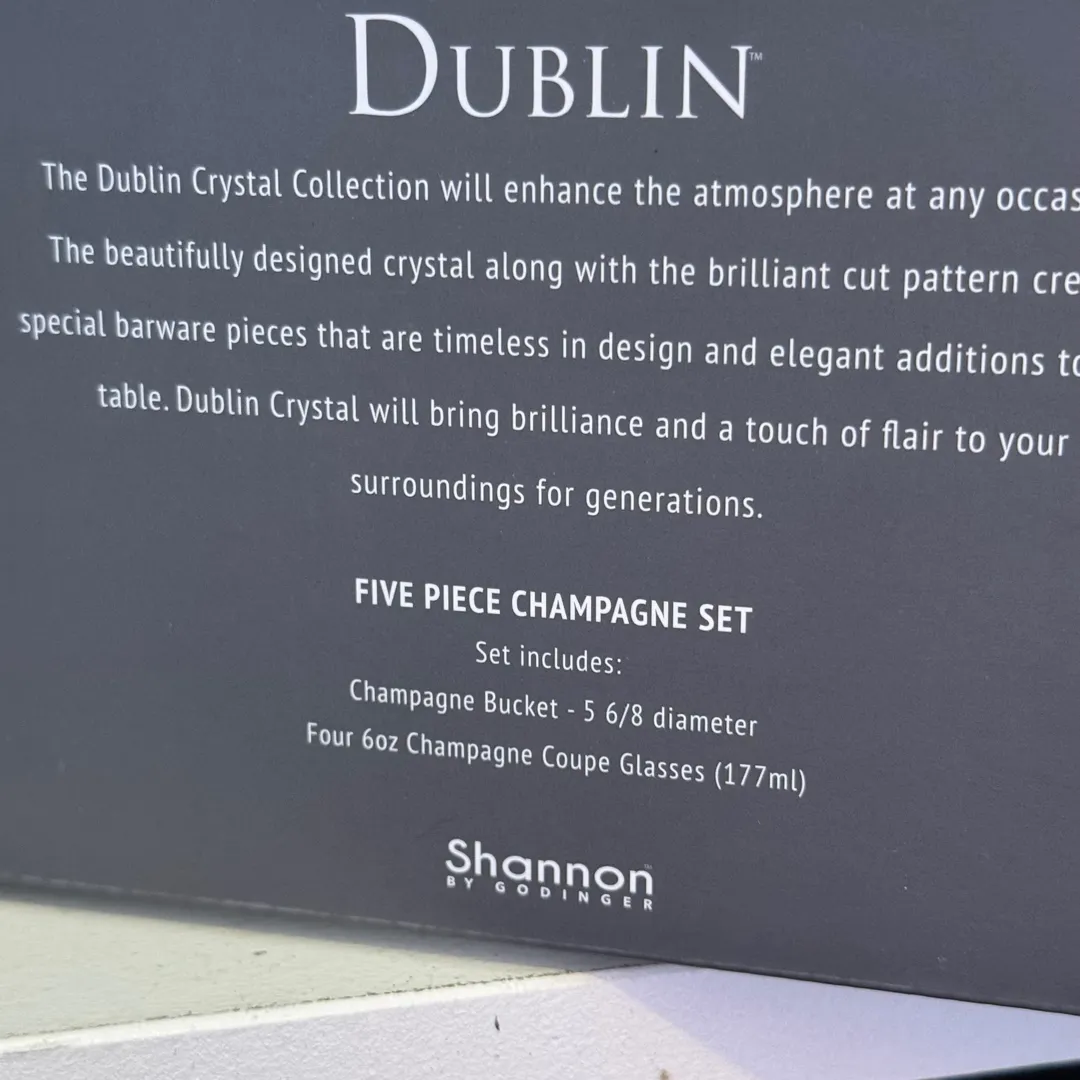 DUBLIN™
The Dublin Crystal Collection will enhance the atmosphere at any
The beautifully designed crystal along with the brilliant cut pattern
special barware pieces that are timeless in design and elegant additions
table. Dublin Crystal will bring brilliance and a touch of flair to your
surroundings for generations.
FIVE PIECE CHAMPAGNE SET
Set includes:
Champagne Bucket - 5 6/8 diameter
Four 6oz Champagne Coupe Glasses (177ml)
Shannon™
BY GODINGER